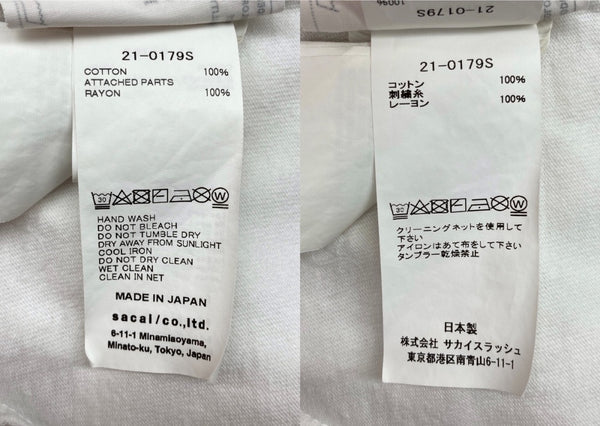 21-0179S
COTTON 100%
ATTACHED PARTS
RAYON 100%
30
HAND WASH
DO NOT BLEACH
DO NOT TUMBLE DRY
DRY AWAY FROM SUNLIGHT
COOL IRON
DO NOT DRY CLEAN
WET CLEAN
CLEAN IN NET
MADE IN JAPAN
sacai/co.,ltd.
6-11-1 Minamiaoyama,
Minato-ku, Tokyo, Japan
21-0179S
100%
21-0179S
コットン 100%
刺繍糸
レーヨン 100%
30
クリーニングネットを使用して
下さい
アイロンはあて布をして下さい
タンブラー乾燥禁止
日本製
株式会社 サカイスラッシュ
東京都港区南青山6-11-1